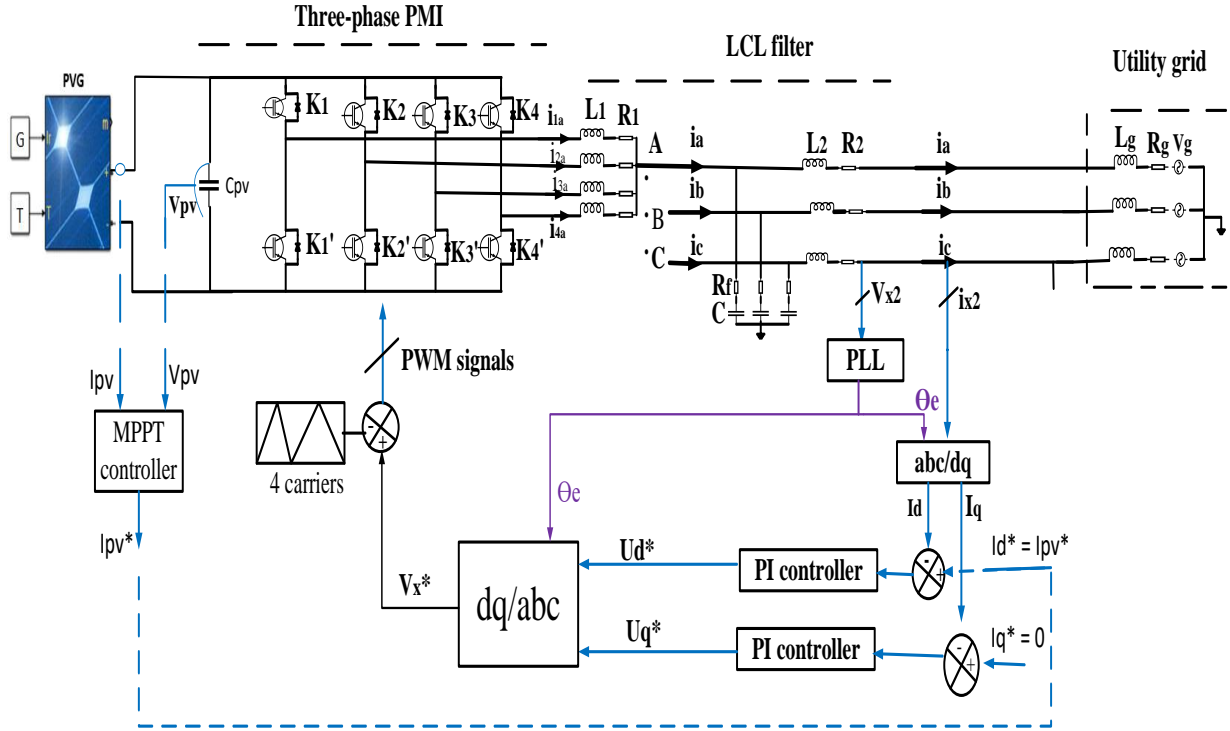 Three-phase PMI
LCL filter
Utility grid
PVG
G
Ir
m
+
T
T
-
Vpv
Cpv
K1
K2
K3
K4
K1'
K2'
K3'
K4'
i1a
i2a
i3a
i4a
L1
R1
A
B
C
ia
ib
ic
L2
R2
ia
ib
ic
Lg
Rg
vg
Rf
C
Vx2
ix2
PLL
PWM signals
Ipv
Vpv
MPPT
controller
4 carriers
-
+
θe
θe
abc/dq
Id
Iq
Ipv*
Id* = Ipv*
Ud*
PI controller
-
+
Vx*
dq/abc
Uq*
PI controller
-
+
Iq* = 0